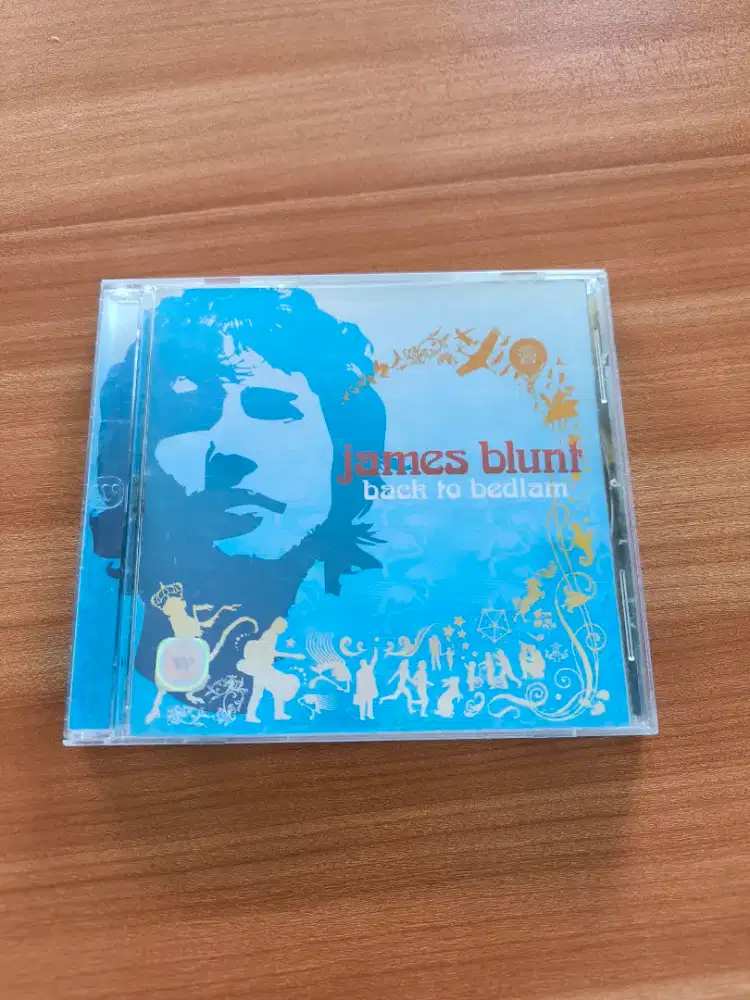 james blunt
back to bedlam